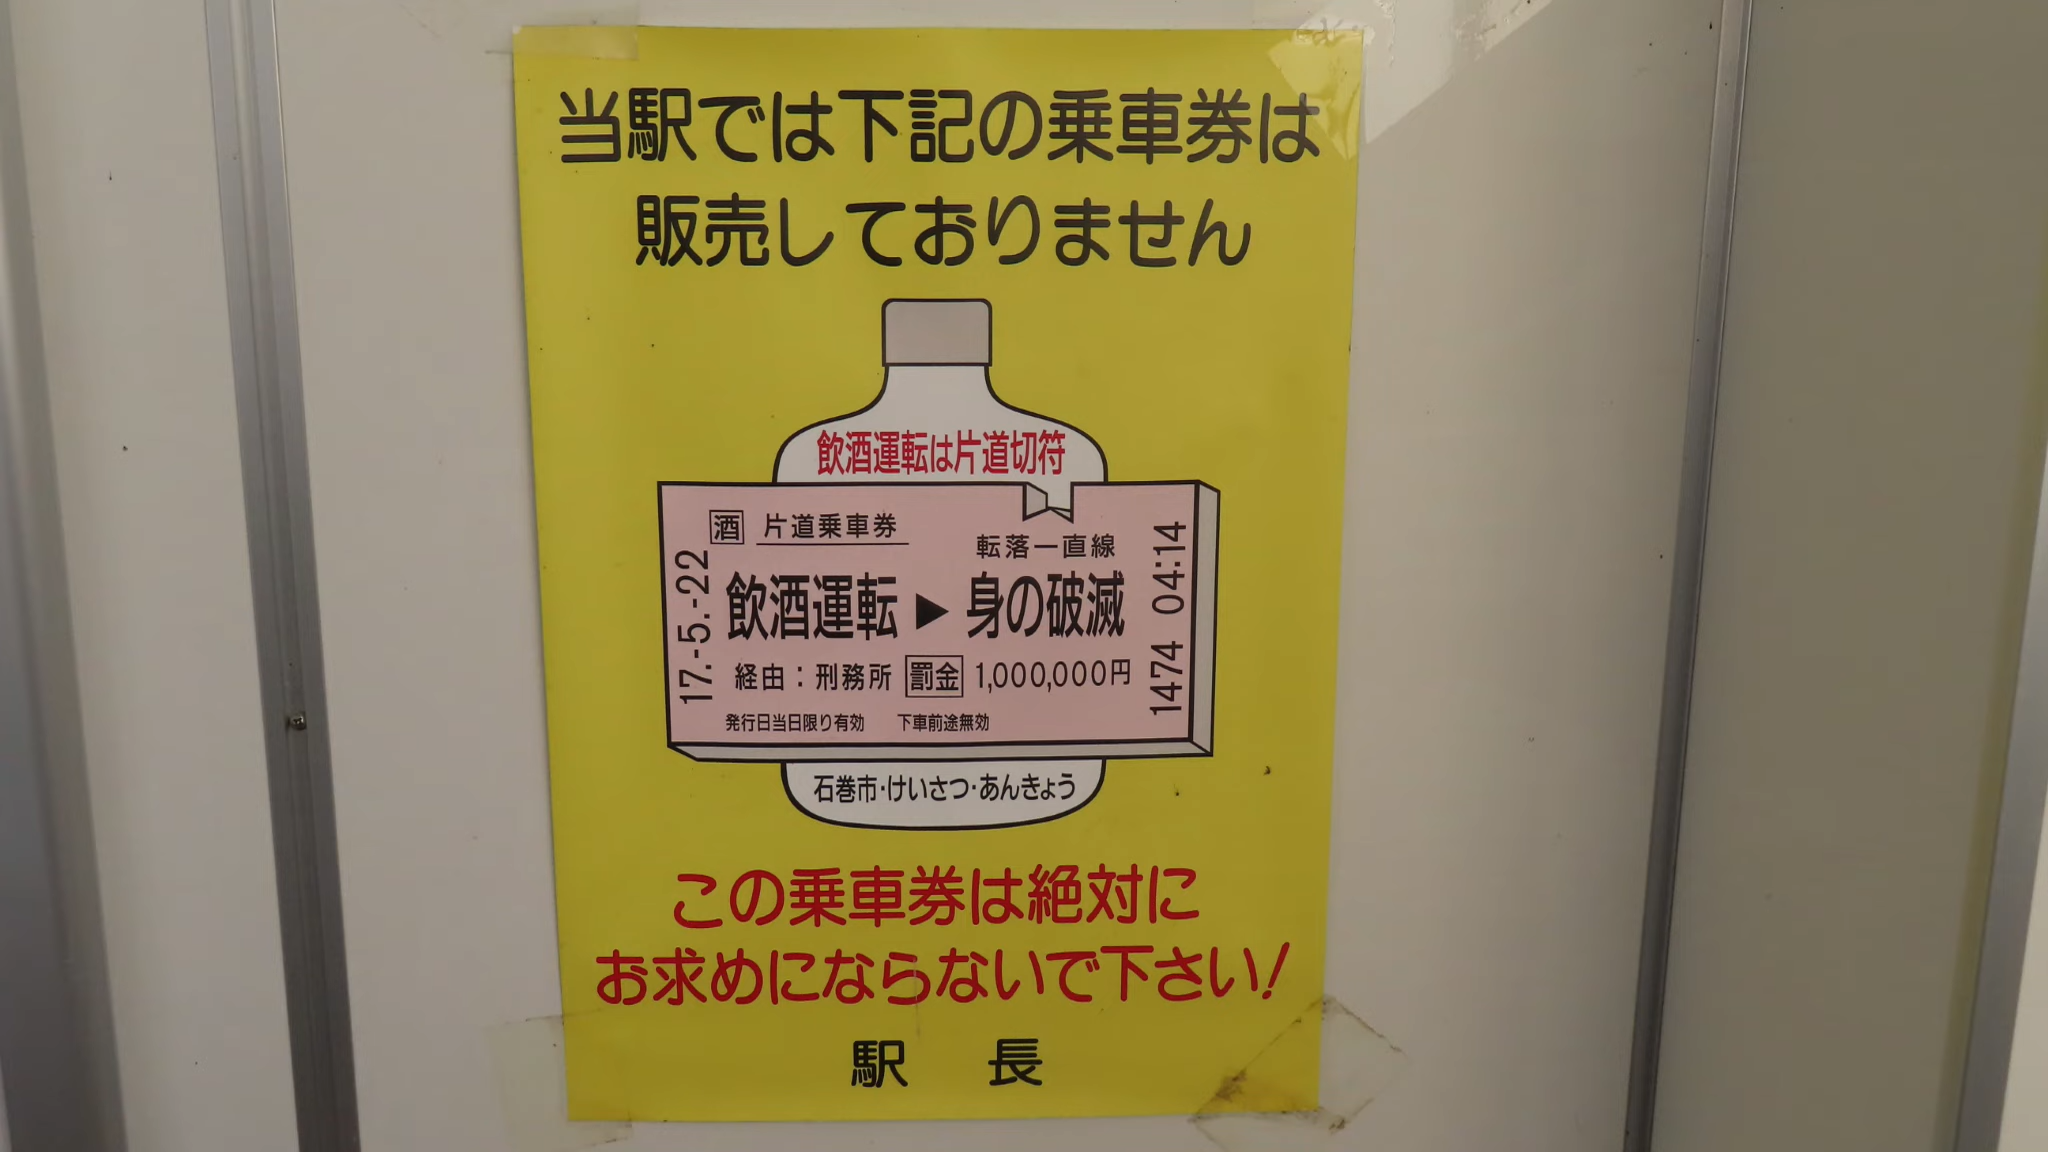 当駅では下記の乗車券は
販売しておりません
飲酒運転は片道切符
酒 片道乗車券
転落一直線
17.-5.-22
飲酒運転▶身の破滅
1474 04:14
経由：刑務所 罰金 1,000,000円
発行日当日限り有効 下車前途無効
石巻市・けいさつ・あんきょう
この乗車券は絶対に
お求めにならないで下さい!
駅 長